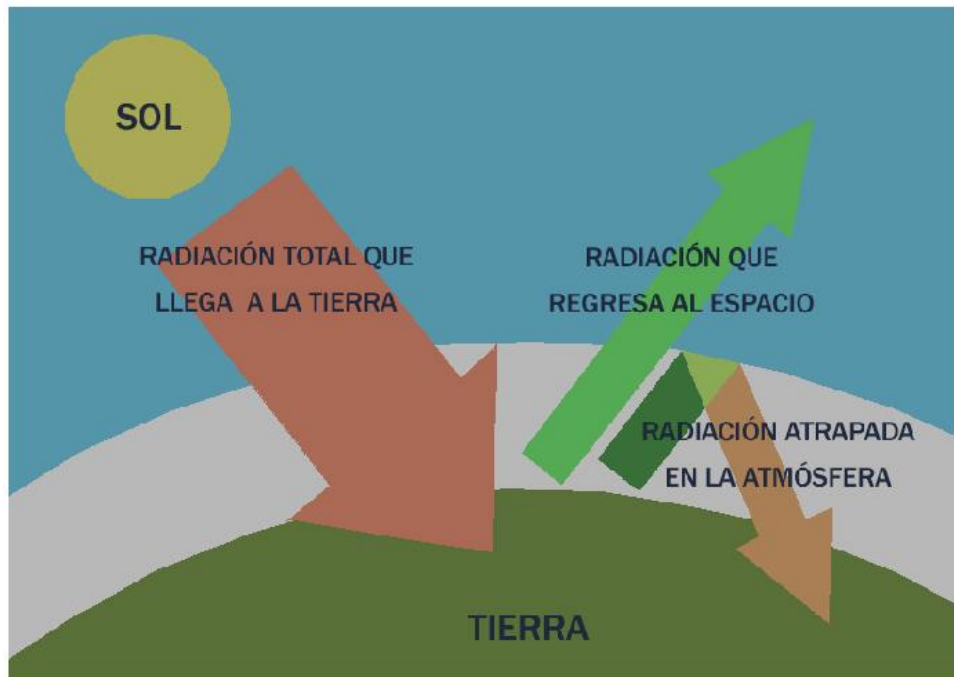 SOL
RADIACIÓN TOTAL QUE
LLEGA A LA TIERRA
RADIACIÓN QUE
REGRESA AL ESPACIO
RADIACIÓN ATRAPADA
EN LA ATMÓSFERA
TIERRA